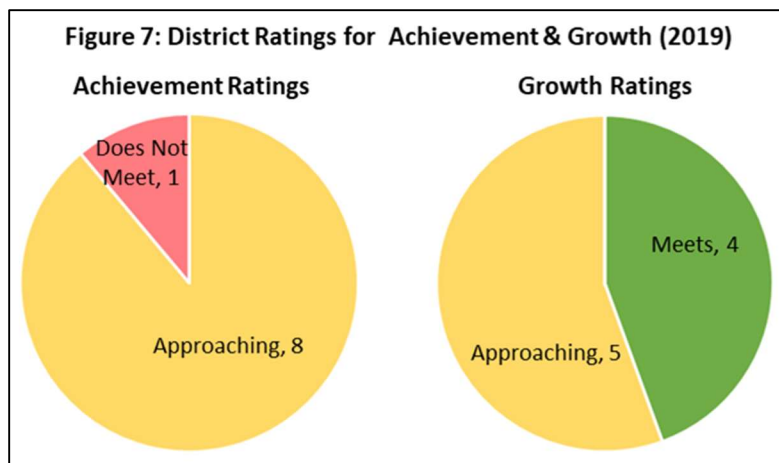 Figure 7: District Ratings for Achievement & Growth (2019)
Achievement Ratings
Does Not
Meet, 1
Approaching, 8
Growth Ratings
Meets, 4
Approaching, 5